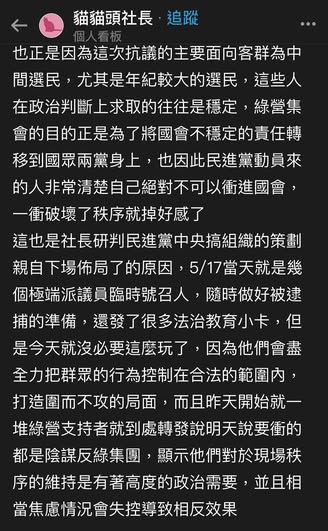 貓貓頭社長 · 追蹤
個人看板
也正是因為這次抗議的主要面向客群為中
間選民，尤其是年紀較大的選民，這些人
在政治判斷上求取的往往是穩定，綠營集
會的目的正是為了將國會不穩定的責任轉
移到國眾兩黨身上，也因此民進黨動員來
的人非常清楚自己絕對不可以衝進國會，
一衝破壞了秩序就掉好感了
這也是社長研判民進黨中央搞組織的策劃
親自下場佈局了的原因，5/17當天就是幾
個極端派議員臨時號召人，隨時做好被逮
捕的準備，還發了很多法治教育小卡，但
是今天就沒必要這麼玩了，因為他們會盡
全力把群眾的行為控制在合法的範圍內，
打造圍而不攻的局面，而且昨天開始就一
堆綠營支持者就到處轉發說明天說要衝的
都是陰謀反綠集團，顯示他們對於現場秩
序的維持是有著高度的政治需要，並且相
當焦慮情況會失控導致相反效果